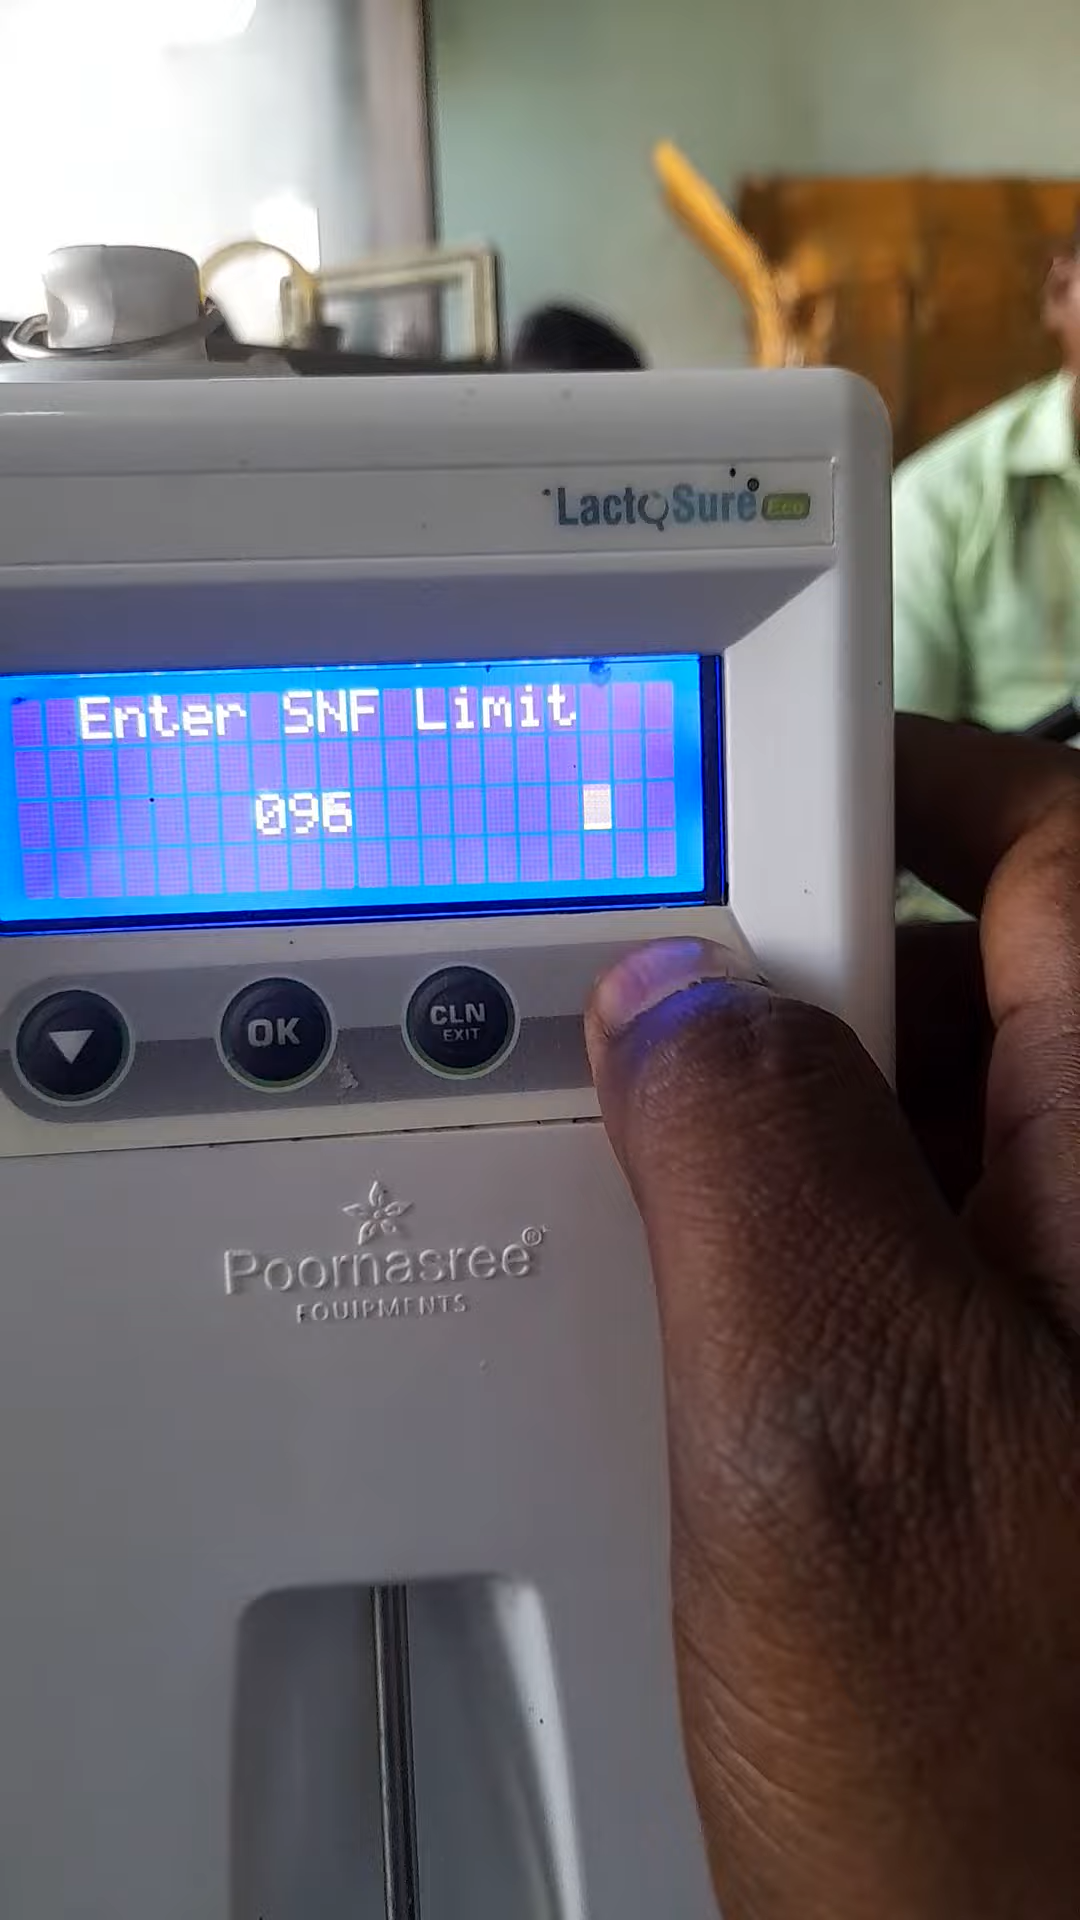 LactoSure® Eco
Enter SNF Limit
096
OK
CLN
EXIT
Poornasree®
EQUIPMENTS